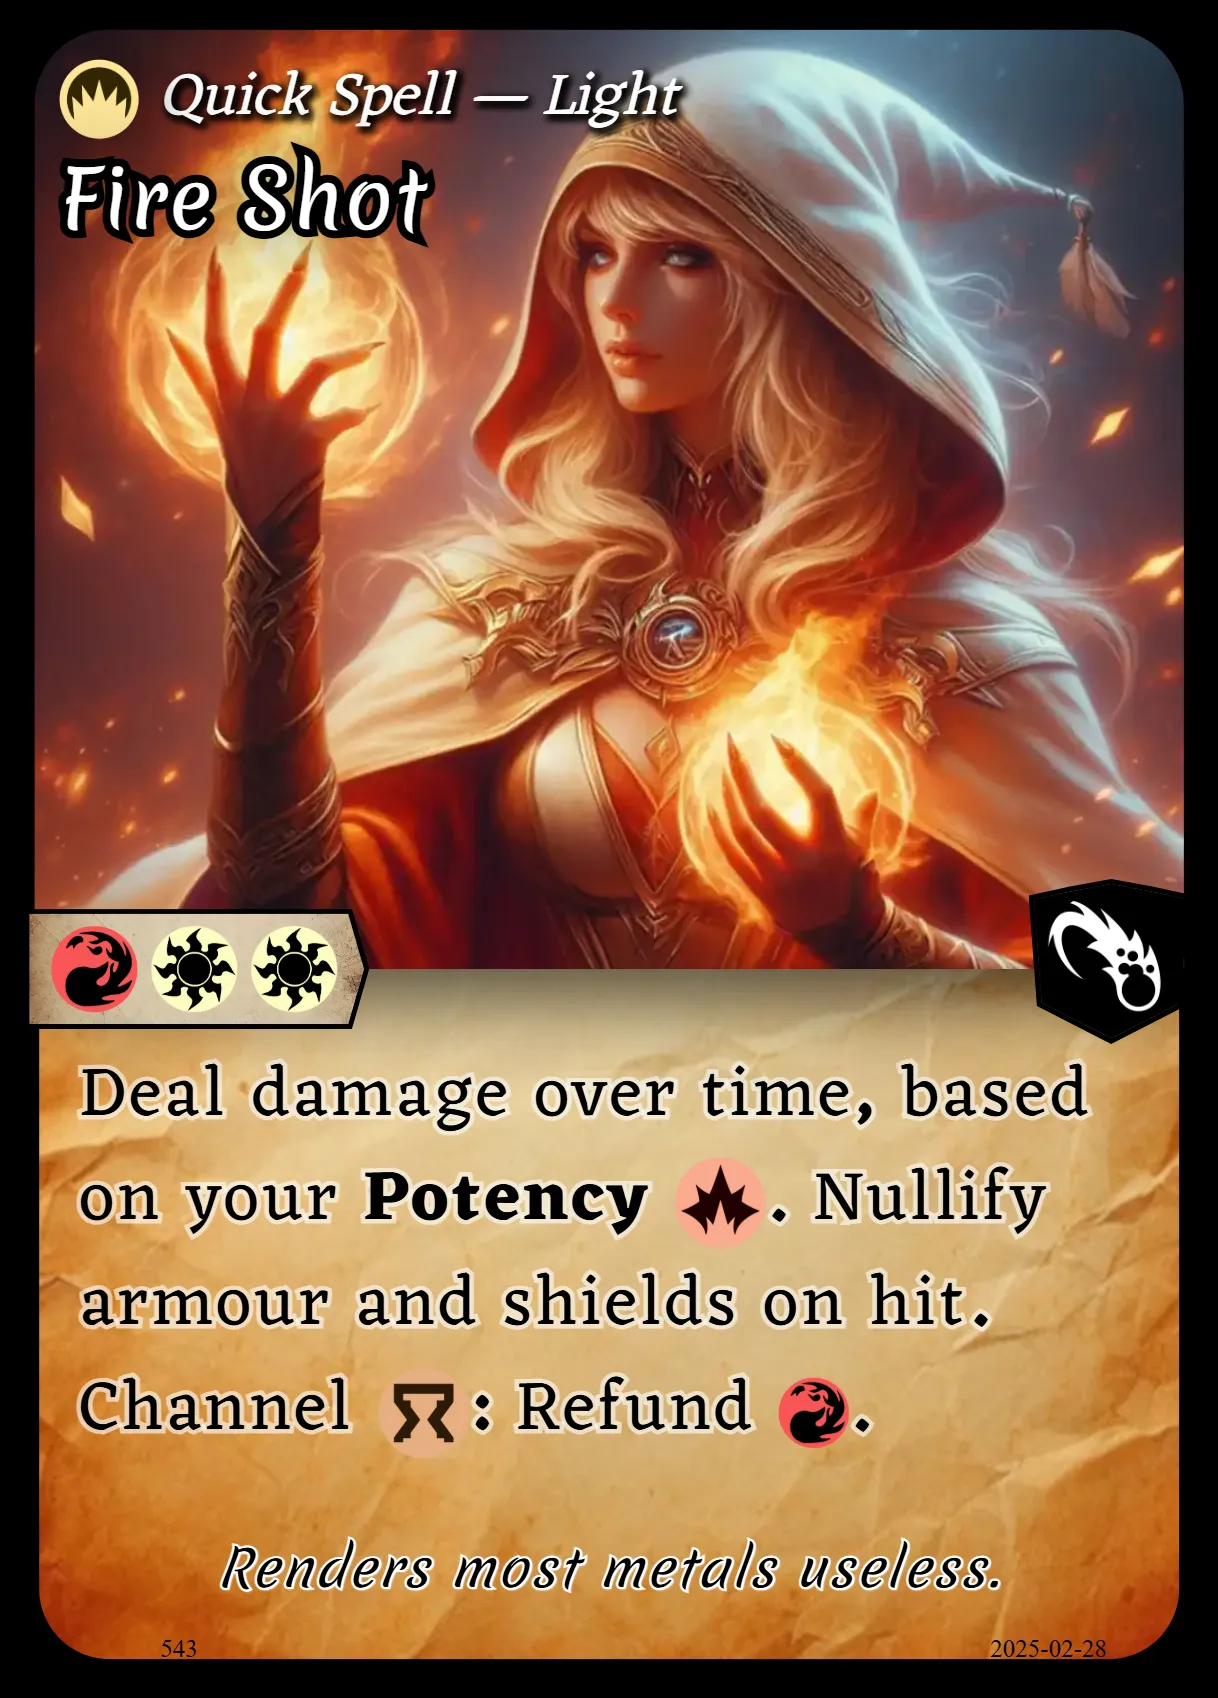 Quick Spell — Light
Fire Shot
Deal damage over time, based
on your Potency . Nullify
armour and shields on hit.
Channel : Refund .
Renders most metals useless.
543
2025-02-28